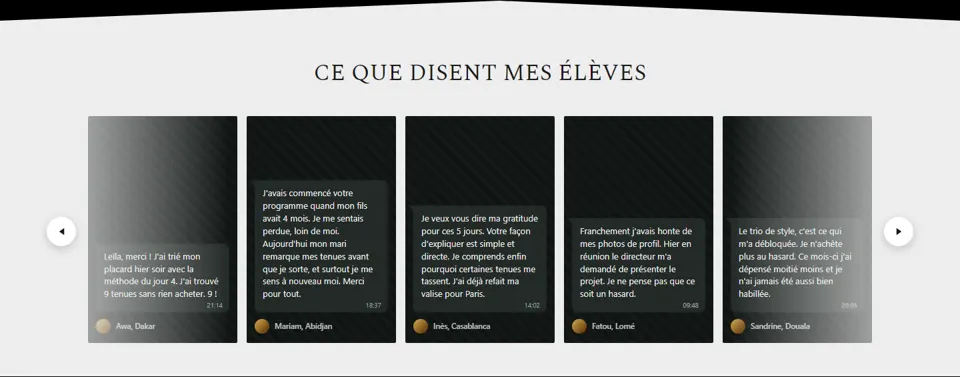 CE QUE DISENT MES ÉLÈVES
Leïla, merci ! J'ai trié mon
placard hier soir avec la
méthode du jour 4. J'ai trouvé
9 tenues sans rien acheter. 9 !
21:14
Awa, Dakar
J'avais commencé votre
programme quand mon fils
avait 4 mois. Je me sentais
perdue, loin de moi.
Aujourd'hui mon mari
remarque mes tenues avant
que je sorte, et surtout je me
sens à nouveau moi. Merci
pour tout.
18:37
Mariam, Abidjan
Je veux vous dire ma gratitude
pour ces 5 jours. Votre façon
d'expliquer est simple et
directe. Je comprends enfin
pourquoi certaines tenues me
tassent. J'ai déjà refait ma
valise pour Paris.
14:02
Inès, Casablanca
Franchement j'avais honte de
mes photos de profil. Hier en
réunion le directeur m'a
demandé de présenter le
projet. Je ne pense pas que ce
soit un hasard.
09:48
Fatou, Lomé
Le trio de style, c'est ce qui
m'a débloquée. Je n'achète
plus au hasard. Ce mois-ci j'ai
dépensé moitié moins et je
n'ai jamais été aussi bien
habillée.
Sandrine, Douala